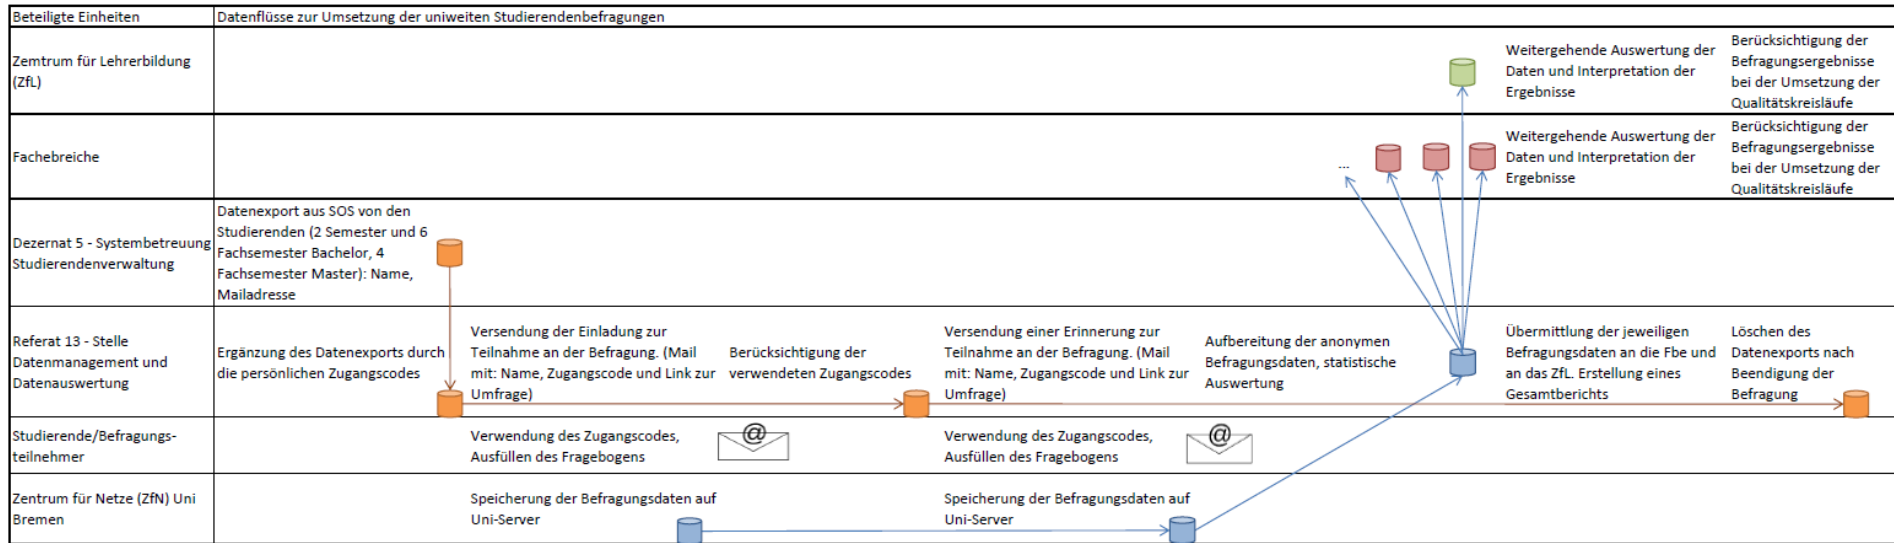 Beteiligte Einheiten
Datenflüsse zur Umsetzung der uniweiten Studierendenbefragungen
Zemtrum für Lehrerbildung
(ZfL)
Weitergehende Auswertung der
Daten und Interpretation der
Ergebnisse
Berücksichtigung der
Befragungsergebnisse
bei der Umsetzung der
Qualitätskreisläufe
Fachebreiche
...
Weitergehende Auswertung der
Daten und Interpretation der
Ergebnisse
Berücksichtigung der
Befragungsergebnisse
bei der Umsetzung der
Qualitätskreisläufe
Dezernat 5 - Systembetreuung
Studierendenverwaltung
Datenexport aus SOS von den
Studierenden (2 Semester und 6
Fachsemester Bachelor, 4
Fachsemester Master): Name,
Mailadresse
Referat 13 - Stelle
Datenmanagement und
Datenauswertung
Ergänzung des Datenexports durch
die persönlichen Zugangscodes
Versendung der Einladung zur
Teilnahme an der Befragung. (Mail
mit: Name, Zugangscode und Link zur
Umfrage)
Berücksichtigung der
verwendeten Zugangscodes
Versendung einer Erinnerung zur
Teilnahme an der Befragung. (Mail
mit: Name, Zugangscode und Link zur
Umfrage)
Aufbereitung der anonymen
Befragungsdaten, statistische
Auswertung
Übermittlung der jeweiligen
Befragungsdaten an die Fbe und
an das ZfL. Erstellung eines
Gesamtberichts
Löschen des
Datenexports nach
Beendigung der
Befragung
Studierende/Befragungs-
teilnehmer
Verwendung des Zugangscodes,
Ausfüllen des Fragebogens
@
Verwendung des Zugangscodes,
Ausfüllen des Fragebogens
@
Zentrum für Netze (ZfN) Uni
Bremen
Speicherung der Befragungsdaten auf
Uni-Server
Speicherung der Befragungsdaten auf
Uni-Server